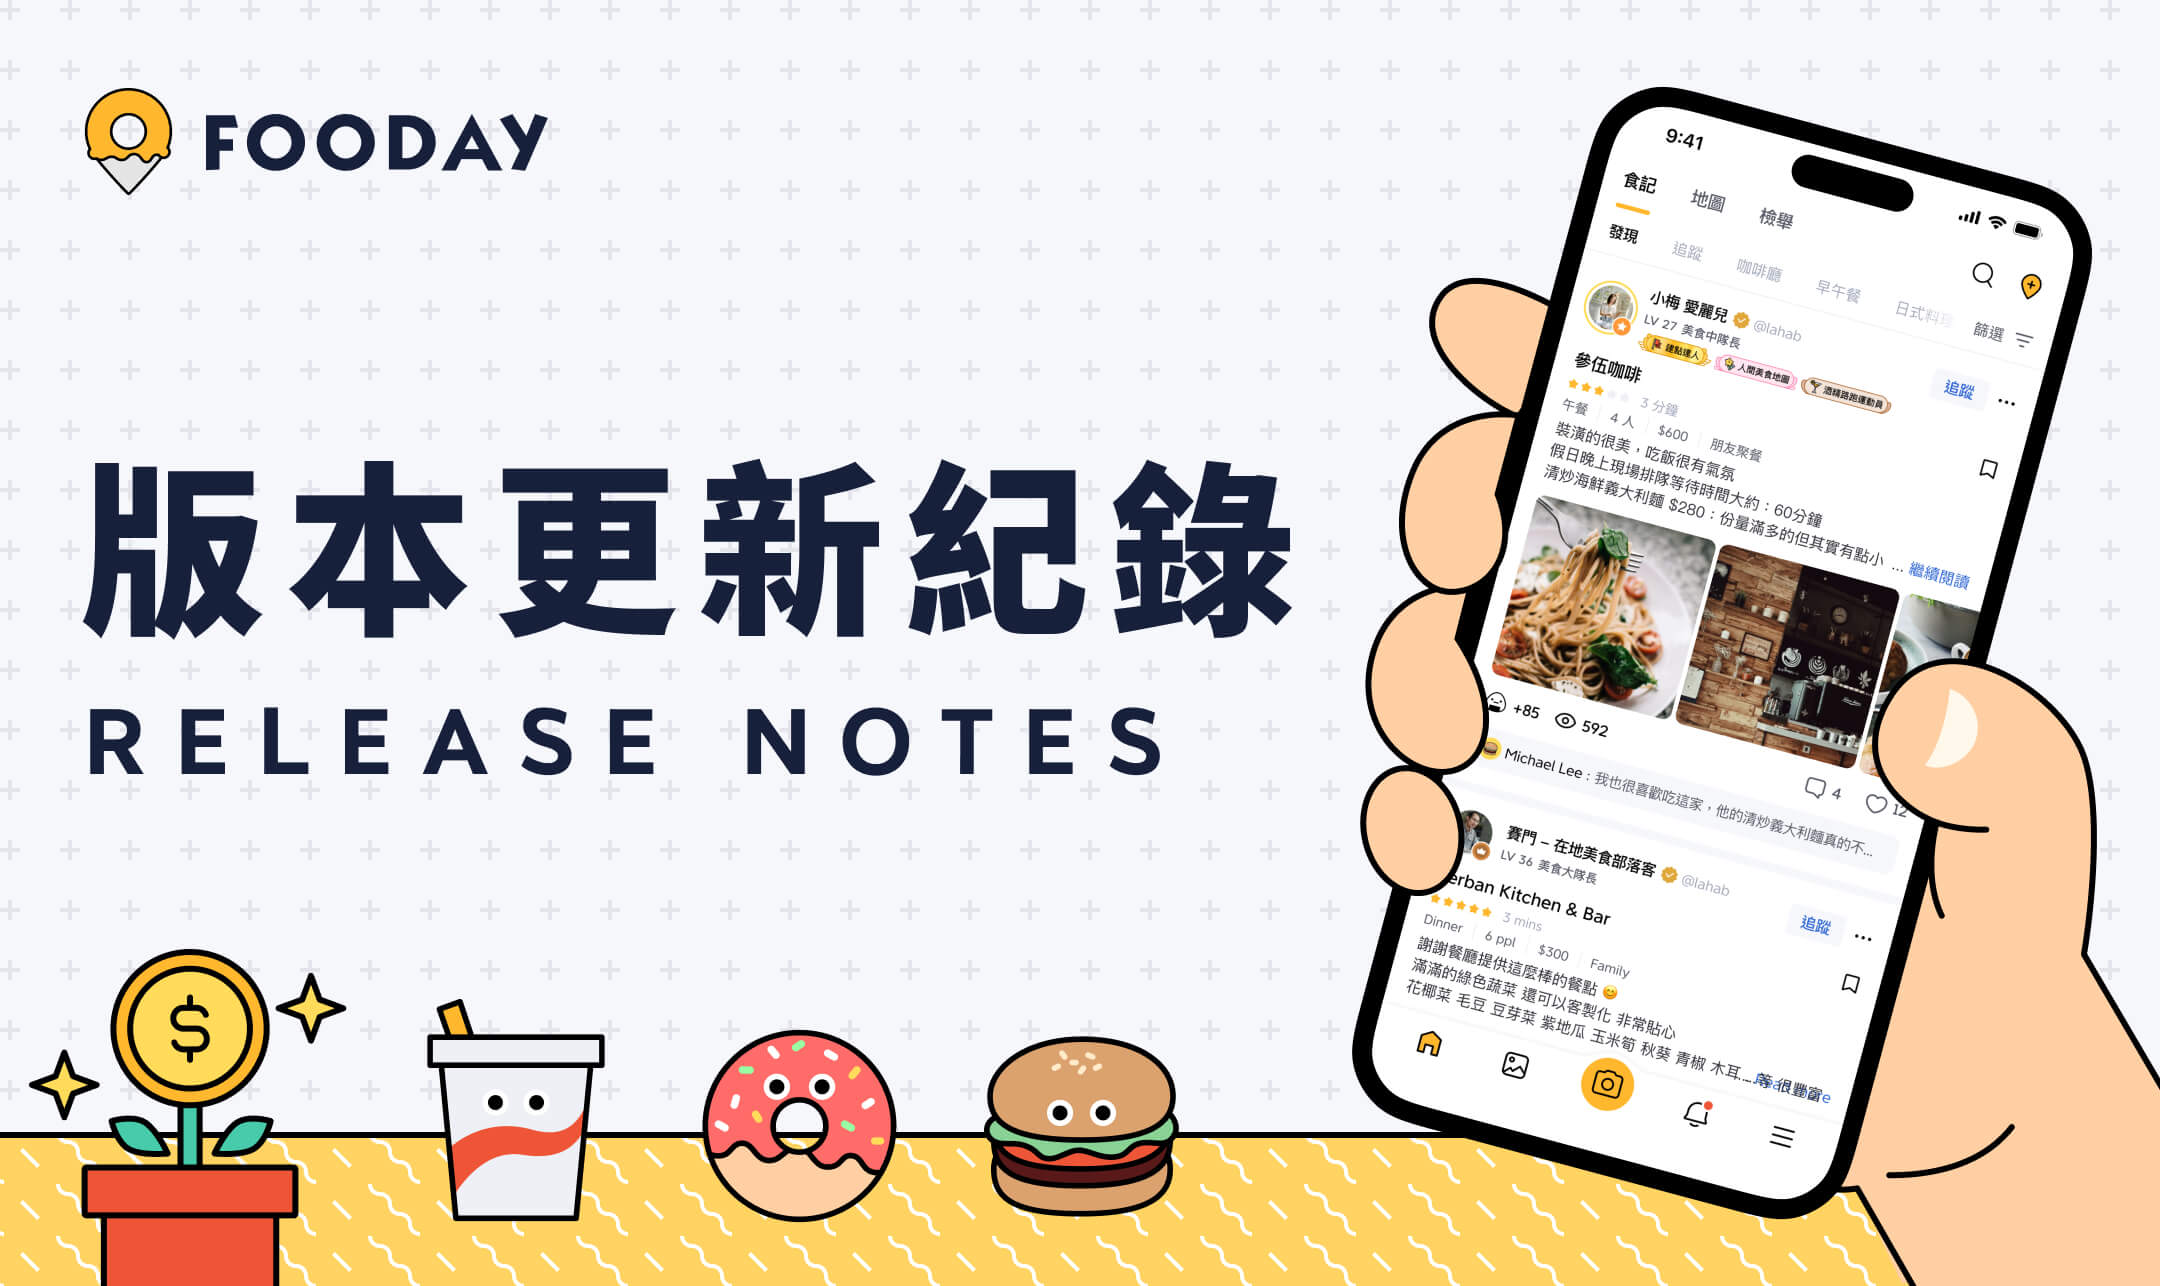 FOODAY
版本更新紀錄
RELEASE NOTES
9:41
食記 地圖 檢舉
發現 追蹤 咖啡廳 早午餐 日式料理 篩選
小梅 愛麗兒 @lahab
LV 27 美食中隊長
建點達人 人間美食地圖 酒精路跑運動員
追蹤
參伍咖啡
3 分鐘
午餐 4 人 $600 朋友聚餐
裝潢的很美，吃飯很有氣氛
假日晚上現場排隊等待時間大約：60分鐘
清炒海鮮義大利麵 $280：份量滿多的但其實有點小 ... 繼續閱讀
+85 592
4 12
Michael Lee：我也很喜歡吃這家，他的清炒義大利麵真的不...
賽門 – 在地美食部落客 @lahab
LV 36 美食大隊長
追蹤
erban Kitchen & Bar
3 mins
Dinner 6 ppl $300 Family
謝謝餐廳提供這麼棒的餐點 😊
滿滿的綠色蔬菜 還可以客製化 非常貼心
花椰菜 毛豆 豆芽菜 紫地瓜 玉米筍 秋葵 青椒 木耳...等 很豐富
$